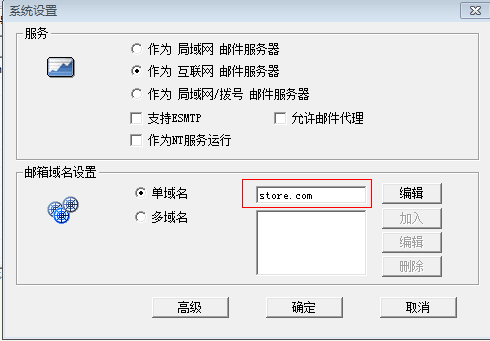 系统设置
服务
作为 局域网 邮件服务器
作为 互联网 邮件服务器
作为 局域网/拨号 邮件服务器
支持ESMTP 允许邮件代理
作为NT服务运行
邮箱域名设置
单域名 store.com 编辑
多域名 加入
编辑
删除
高级 确定 取消